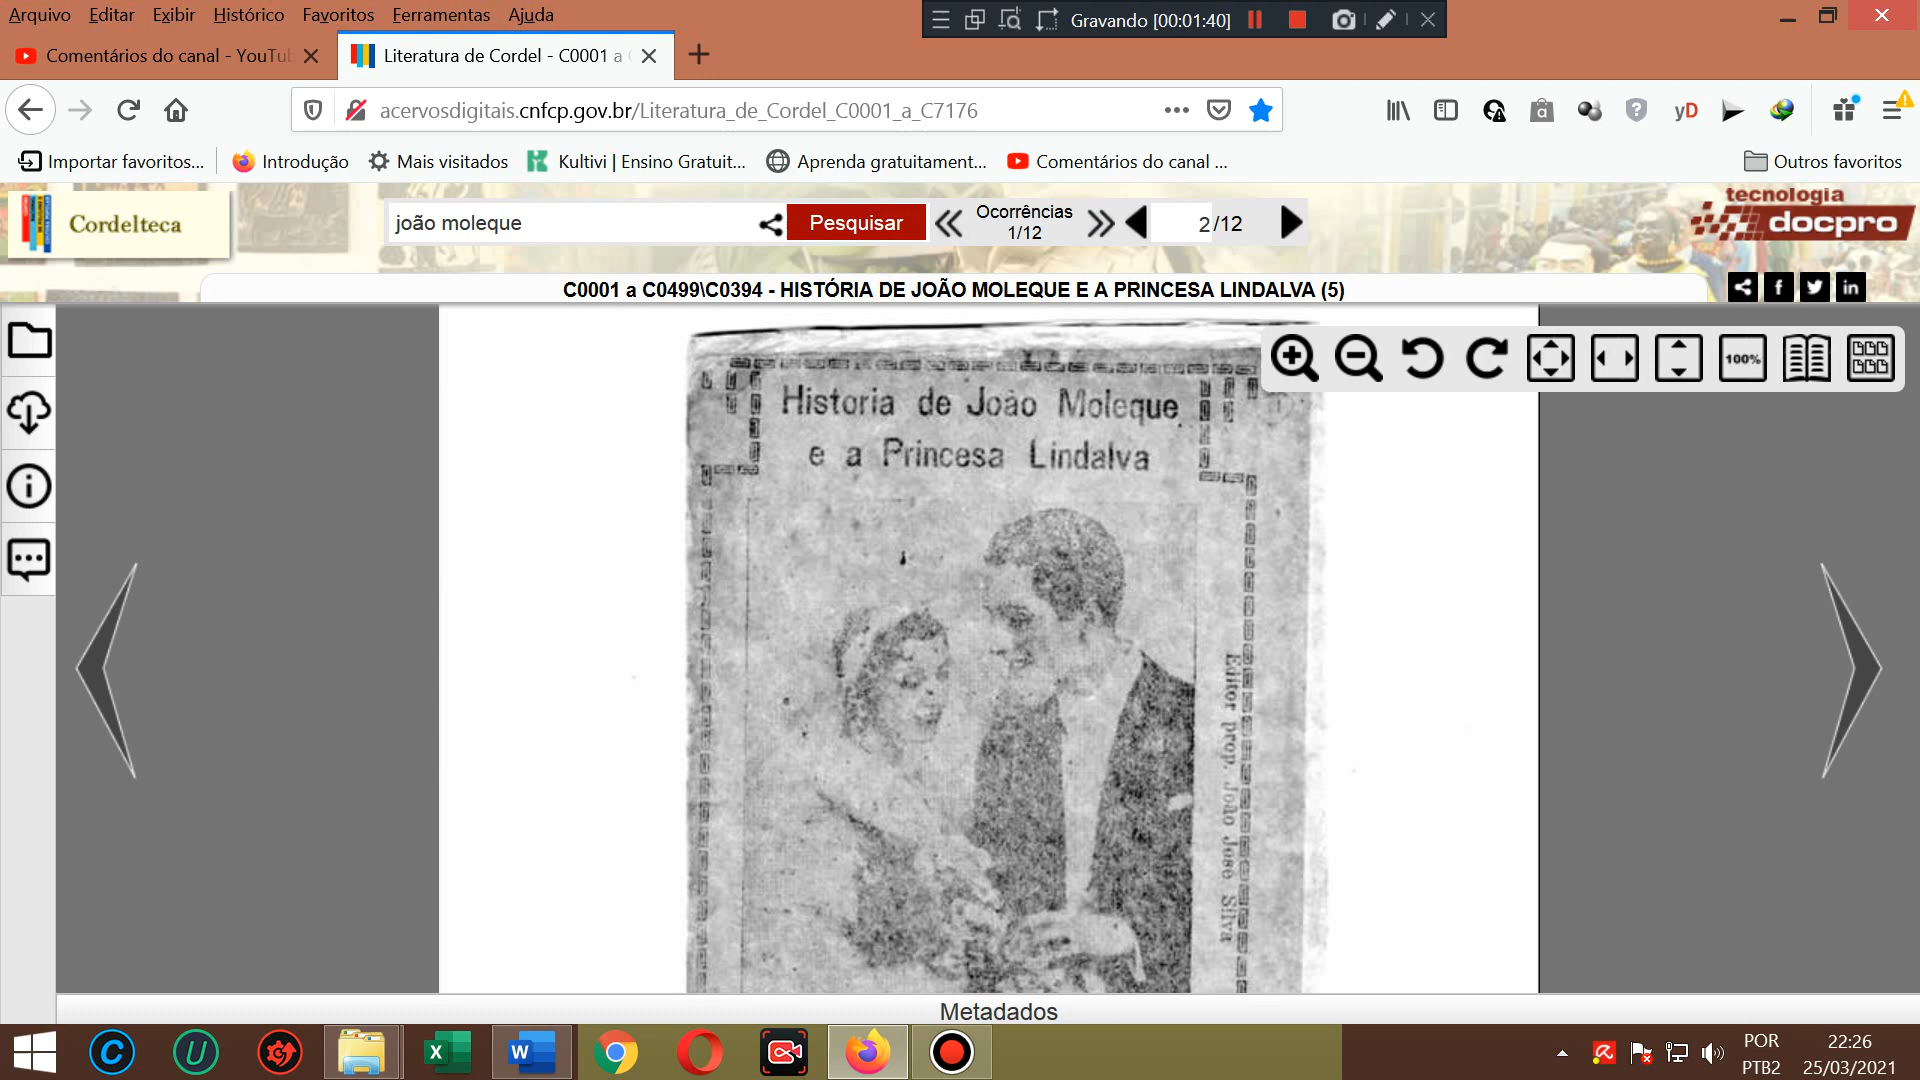 Arquivo Editar Exibir Histórico Favoritos Ferramentas Ajuda
Gravando [00:01:40]
Comentários do canal - YouTu
Literatura de Cordel - C0001 a
acervosdigitais.cnfcp.gov.br/Literatura_de_Cordel_C0001_a_C7176
Importar favoritos... Introdução Mais visitados Kultivi | Ensino Gratuit... Aprenda gratuitament... Comentários do canal ... Outros favoritos
Cordelteca
joão moleque
Pesquisar
Ocorrências
1/12
2 /12
tecnologia
docpro
C0001 a C0499\C0394 - HISTÓRIA DE JOÃO MOLEQUE E A PRINCESA LINDALVA (5)
100%
Historia de João Moleque
e a Princesa Lindalva
Editor prop. João José Silva
Metadados
POR
PTB2
22:26
25/03/2021